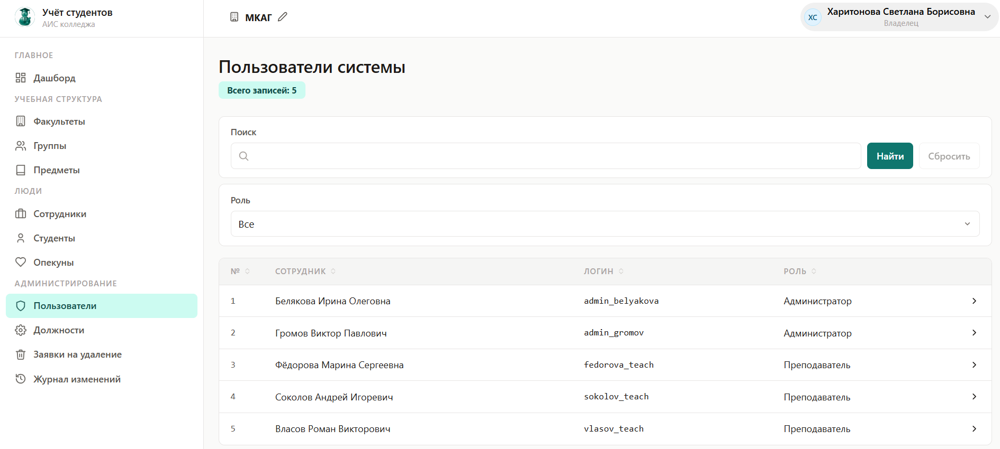 Учёт студентов
АИС колледжа
МКАГ
ХС
Харитонова Светлана Борисовна
Владелец
ГЛАВНОЕ
Дашборд
УЧЕБНАЯ СТРУКТУРА
Факультеты
Группы
Предметы
ЛЮДИ
Сотрудники
Студенты
Опекуны
АДМИНИСТРИРОВАНИЕ
Пользователи
Должности
Заявки на удаление
Журнал изменений
Пользователи системы
Всего записей: 5
Поиск
Найти
Сбросить
Роль
Все
№ СОТРУДНИК ЛОГИН РОЛЬ
1 Белякова Ирина Олеговна admin_belyakova Администратор
2 Громов Виктор Павлович admin_gromov Администратор
3 Фёдорова Марина Сергеевна fedorova_teach Преподаватель
4 Соколов Андрей Игоревич sokolov_teach Преподаватель
5 Власов Роман Викторович vlasov_teach Преподаватель